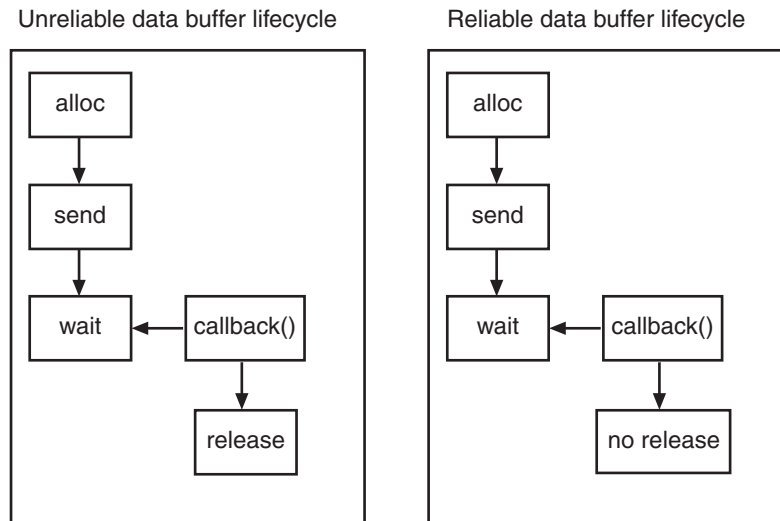 Unreliable data buffer lifecycle
alloc
send
wait
callback()
release
Reliable data buffer lifecycle
alloc
send
wait
callback()
no release